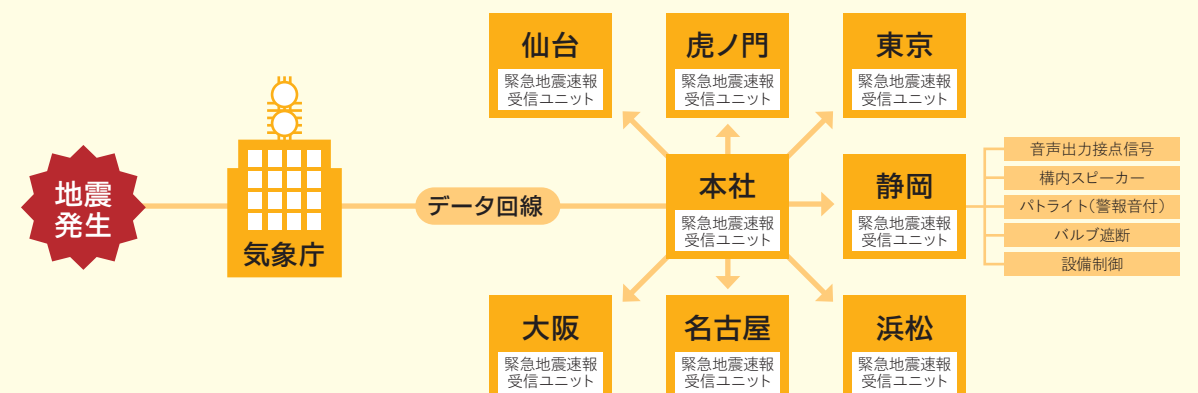 地震
発生
気象庁
データ回線
仙台
緊急地震速報
受信ユニット
虎ノ門
緊急地震速報
受信ユニット
東京
緊急地震速報
受信ユニット
本社
緊急地震速報
受信ユニット
静岡
緊急地震速報
受信ユニット
音声出力接点信号
構内スピーカー
パトライト(警報音付)
バルブ遮断
設備制御
大阪
緊急地震速報
受信ユニット
名古屋
緊急地震速報
受信ユニット
浜松
緊急地震速報
受信ユニット